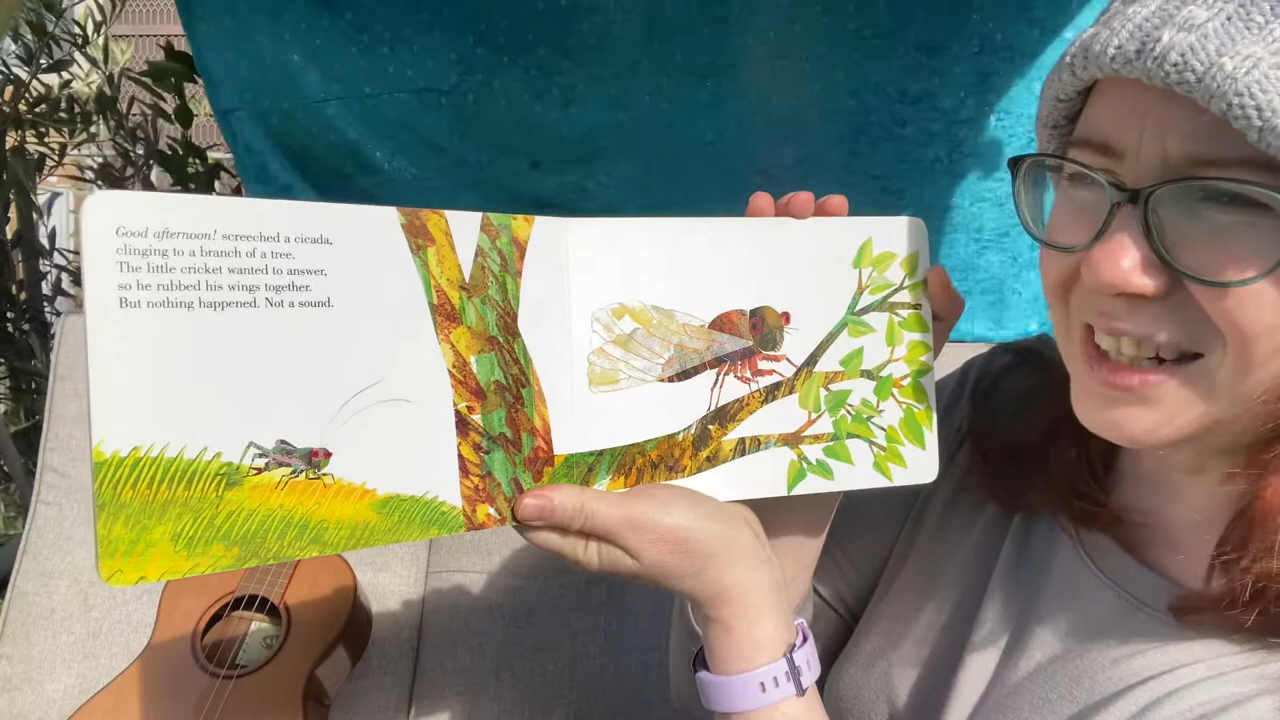 Good afternoon! screeched a cicada,
clinging to a branch of a tree.
The little cricket wanted to answer,
so he rubbed his wings together.
But nothing happened. Not a sound.